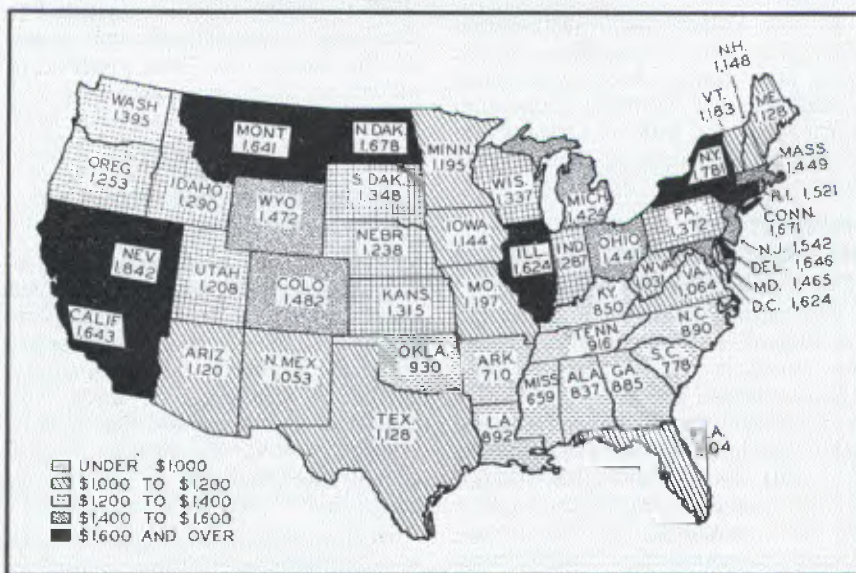 N.H.
1,148
VT.
1,183
ME.
1,128
WASH
1,395
MONT
1,641
N.DAK.
1,678
MINN.
1,195
NY.
781
MASS.
1,449
OREG
1,253
IDAHO
1,290
WYO
1,472
S.DAK.
1,348
WIS.
1,337
MICH
1,424
R.I. 1,521
CONN.
1,671
PA.
1,372
NEV.
1,842
UTAH
1,208
COLO
1,482
NEBR
1,238
IOWA
1,144
ILL.
1,624
IND
1,287
OHIO
1,441
N.J. 1,542
DEL. 1,646
MD. 1,465
D.C. 1,624
W.VA.
VA.
1,064
CALIF
1,643
KANS.
1,315
MO.
1,197
KY.
850
N.C.
890
TENN
916
ARIZ
1,120
N.MEX.
1,053
OKLA.
930
ARK.
710
S.C.
778
MISS
659
ALA.
837
GA.
885
TEX.
1,128
LA.
892
A.
04
UNDER $1,000
$1,000 TO $1,200
$1,200 TO $1,400
$1,400 TO $1,600
$1,600 AND OVER